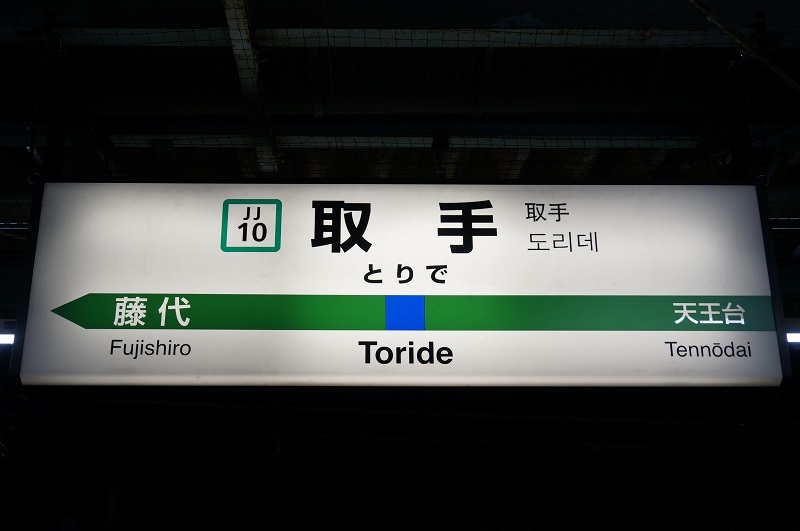 JJ
10
取手
取手
도리데
とりで
藤代
天王台
Fujishiro
Toride
Tennōdai